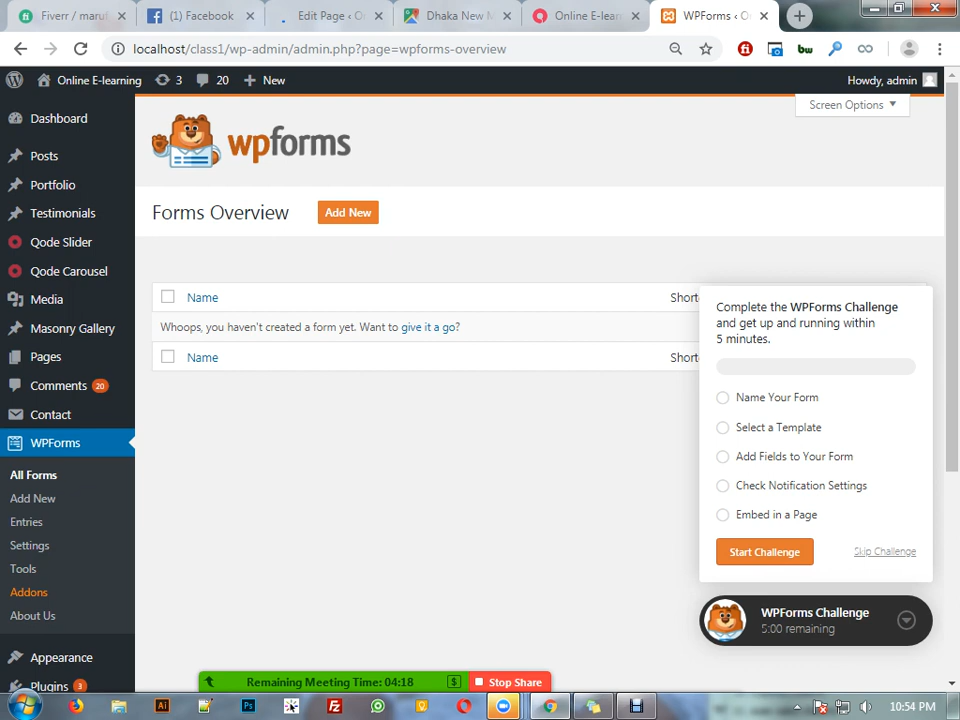 Fiverr / maruf
(1) Facebook
Edit Page ‹ O
Dhaka New M
Online E-learn
WPForms ‹ O
localhost/class1/wp-admin/admin.php?page=wpforms-overview
Online E-learning
3
20
New
Howdy, admin
Screen Options
wpforms
Forms Overview
Add New
Name
Short
Whoops, you haven't created a form yet. Want to give it a go?
Name
Short
Dashboard
Posts
Portfolio
Testimonials
Qode Slider
Qode Carousel
Media
Masonry Gallery
Pages
Comments 20
Contact
WPForms
All Forms
Add New
Entries
Settings
Tools
Addons
About Us
Appearance
Plugins 3
Complete the WPForms Challenge
and get up and running within
5 minutes.
Name Your Form
Select a Template
Add Fields to Your Form
Check Notification Settings
Embed in a Page
Start Challenge
Skip Challenge
WPForms Challenge
5:00 remaining
Remaining Meeting Time: 04:18
$
Stop Share
10:54 PM